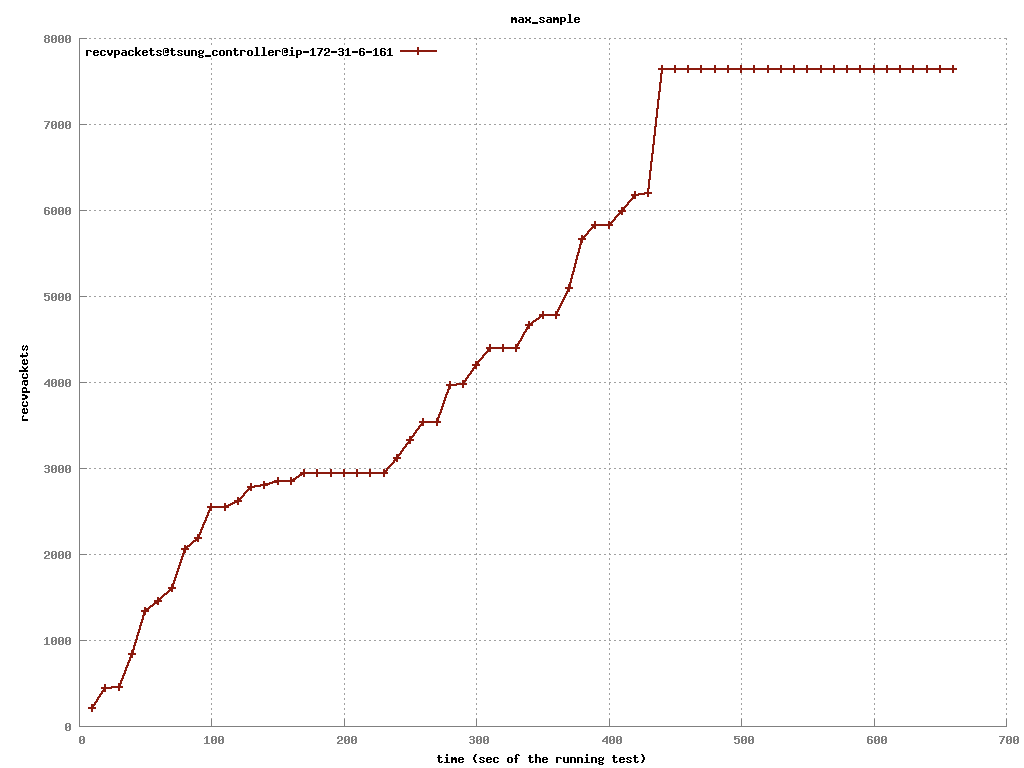 max_sample
recvpackets@tsung_controller@ip-172-31-6-161
8000
7000
6000
5000
4000
3000
2000
1000
0
recvpackets
0 100 200 300 400 500 600 700
time (sec of the running test)